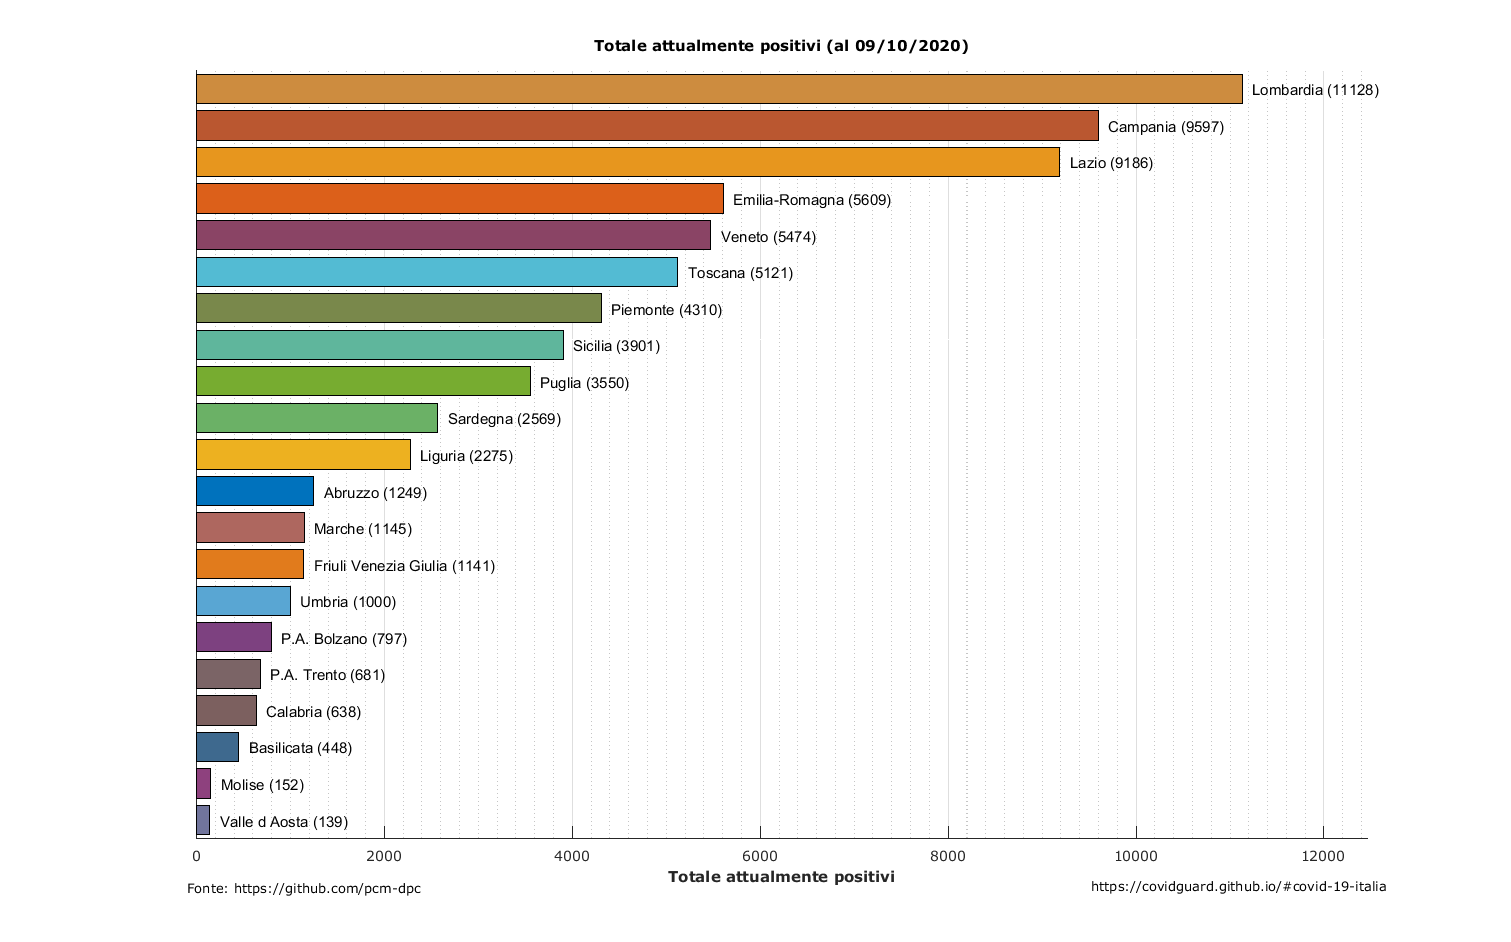 Totale attualmente positivi (al 09/10/2020)
Lombardia (11128)
Campania (9597)
Lazio (9186)
Emilia-Romagna (5609)
Veneto (5474)
Toscana (5121)
Piemonte (4310)
Sicilia (3901)
Puglia (3550)
Sardegna (2569)
Liguria (2275)
Abruzzo (1249)
Marche (1145)
Friuli Venezia Giulia (1141)
Umbria (1000)
P.A. Bolzano (797)
P.A. Trento (681)
Calabria (638)
Basilicata (448)
Molise (152)
Valle d Aosta (139)
0 2000 4000 6000 8000 10000 12000
Totale attualmente positivi
Fonte: https://github.com/pcm-dpc
https://covidguard.github.io/#covid-19-italia